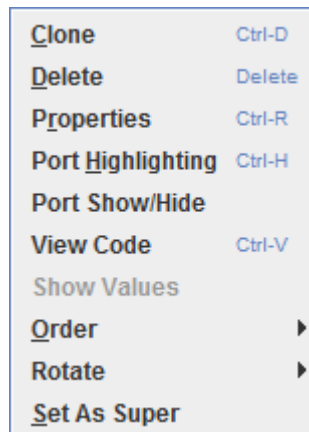 Clone Ctrl-D
Delete Delete
Properties Ctrl-R
Port Highlighting Ctrl-H
Port Show/Hide
View Code Ctrl-V
Show Values
Order
Rotate
Set As Super